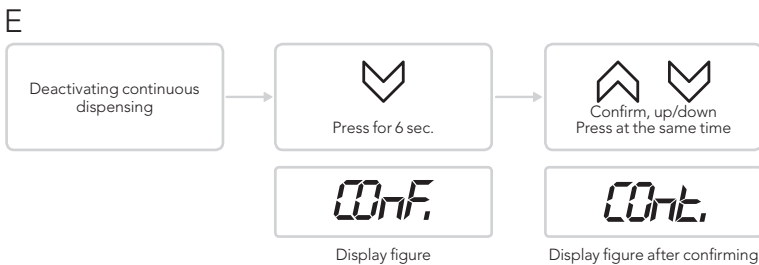 E
Deactivating continuous
dispensing
Press for 6 sec.
Confirm, up/down
Press at the same time
COnF.
COnt.
Display figure
Display figure after confirming